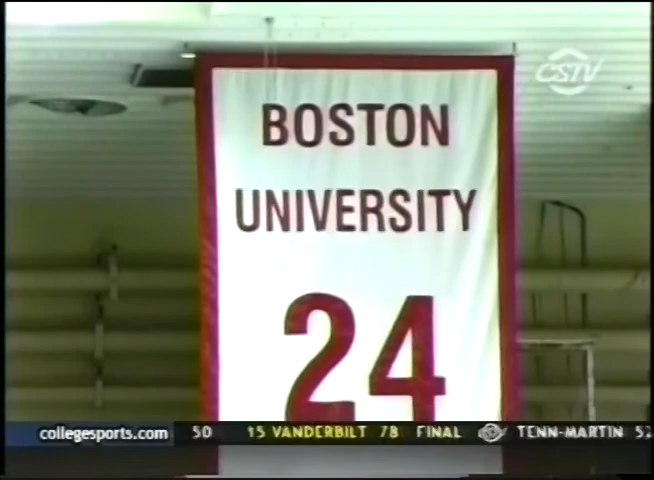 CSTV
BOSTON
UNIVERSITY
24
collegesports.com 50 15 VANDERBILT 78 FINAL TENN-MARTIN 52